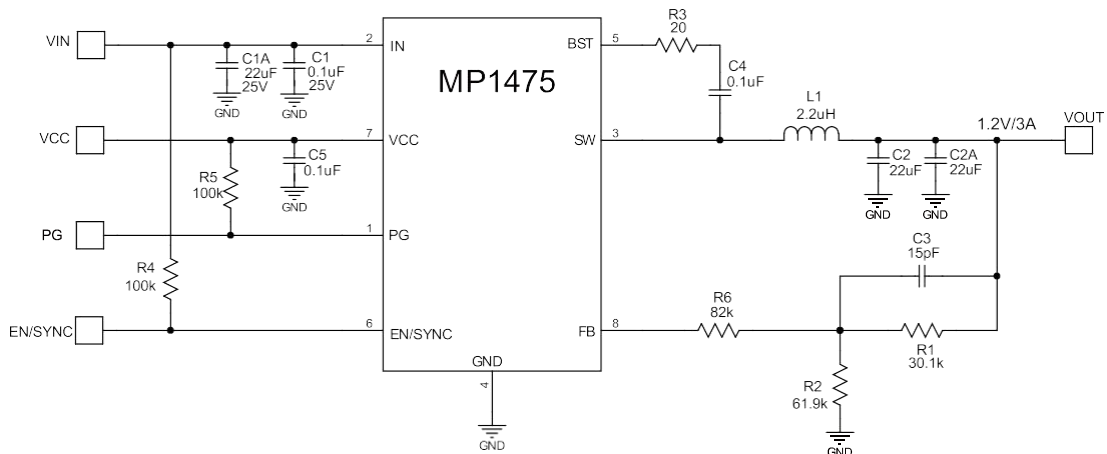 VIN
2
IN
C1A
22uF
25V
GND
C1
0.1uF
25V
GND
MP1475
BST
5
R3
20
C4
0.1uF
L1
2.2uH
1.2V/3A
VOUT
VCC
7
VCC
C5
0.1uF
GND
R5
100k
SW
3
C2
22uF
GND
C2A
22uF
GND
PG
1
PG
R4
100k
C3
15pF
EN/SYNC
6
EN/SYNC
FB
8
R6
82k
R1
30.1k
R2
61.9k
GND
GND
4
GND